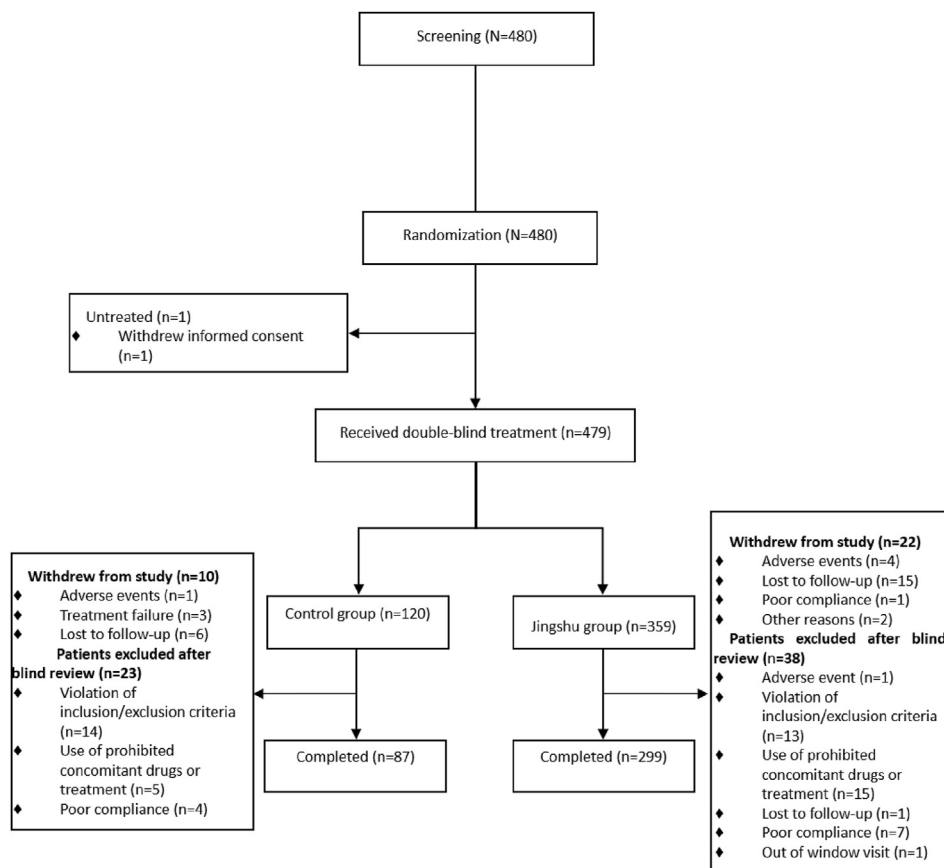 Screening (N=480)
Randomization (N=480)
Untreated (n=1)
♦ Withdrew informed consent
(n=1)
Received double-blind treatment (n=479)
Withdrew from study (n=10)
♦ Adverse events (n=1)
♦ Treatment failure (n=3)
♦ Lost to follow-up (n=6)
Patients excluded after
blind review (n=23)
♦ Violation of
inclusion/exclusion criteria
(n=14)
♦ Use of prohibited
concomitant drugs or
treatment (n=5)
♦ Poor compliance (n=4)
Control group (n=120)
Completed (n=87)
Jingshu group (n=359)
Completed (n=299)
Withdrew from study (n=22)
♦ Adverse events (n=4)
♦ Lost to follow-up (n=15)
♦ Poor compliance (n=1)
♦ Other reasons (n=2)
Patients excluded after blind
review (n=38)
♦ Adverse event (n=1)
♦ Violation of
inclusion/exclusion criteria
(n=13)
♦ Use of prohibited
concomitant drugs or
treatment (n=15)
♦ Lost to follow-up (n=1)
♦ Poor compliance (n=7)
♦ Out of window visit (n=1)